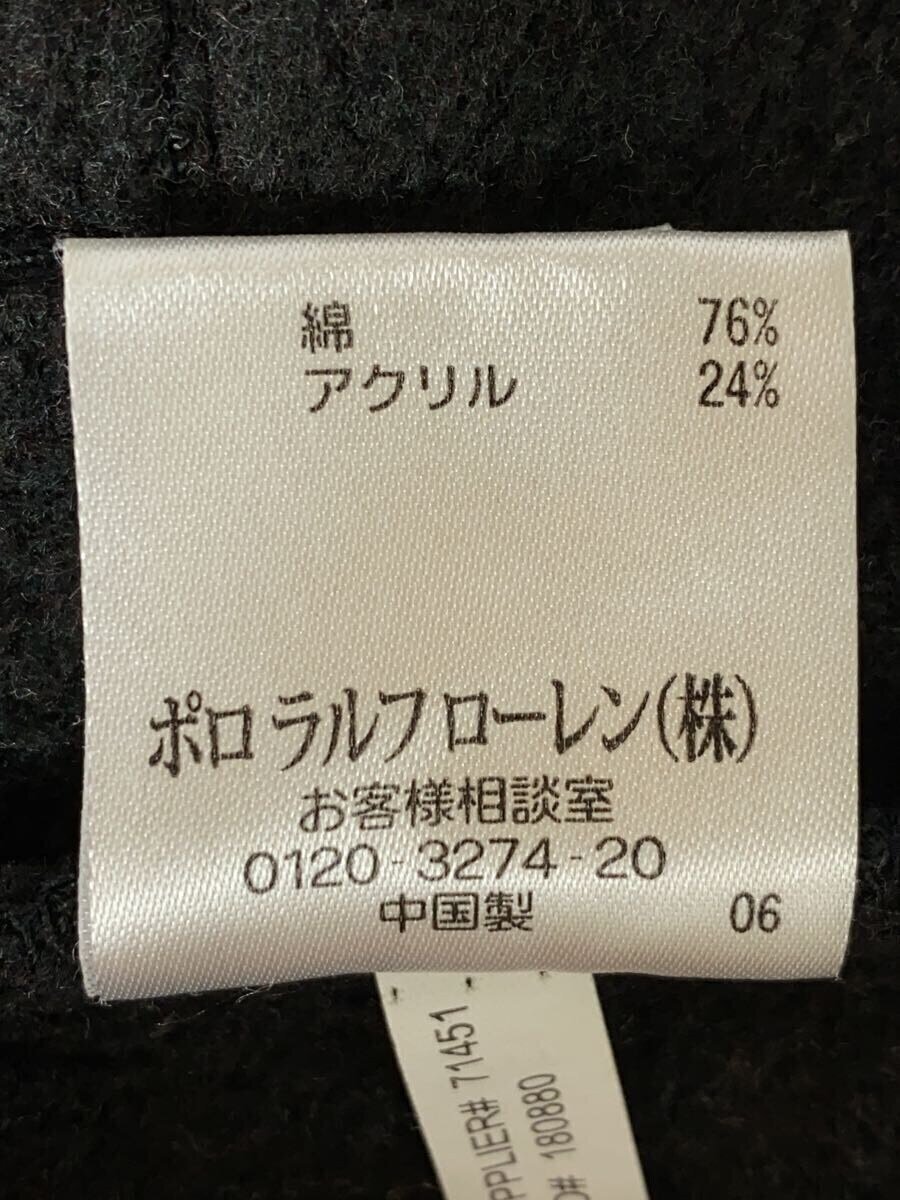 綿 76%
アクリル 24%
ポロ ラルフ ローレン(株)
お客様相談室
0120-3274-20
中国製 06
PPLIER# 71451
O# 180880